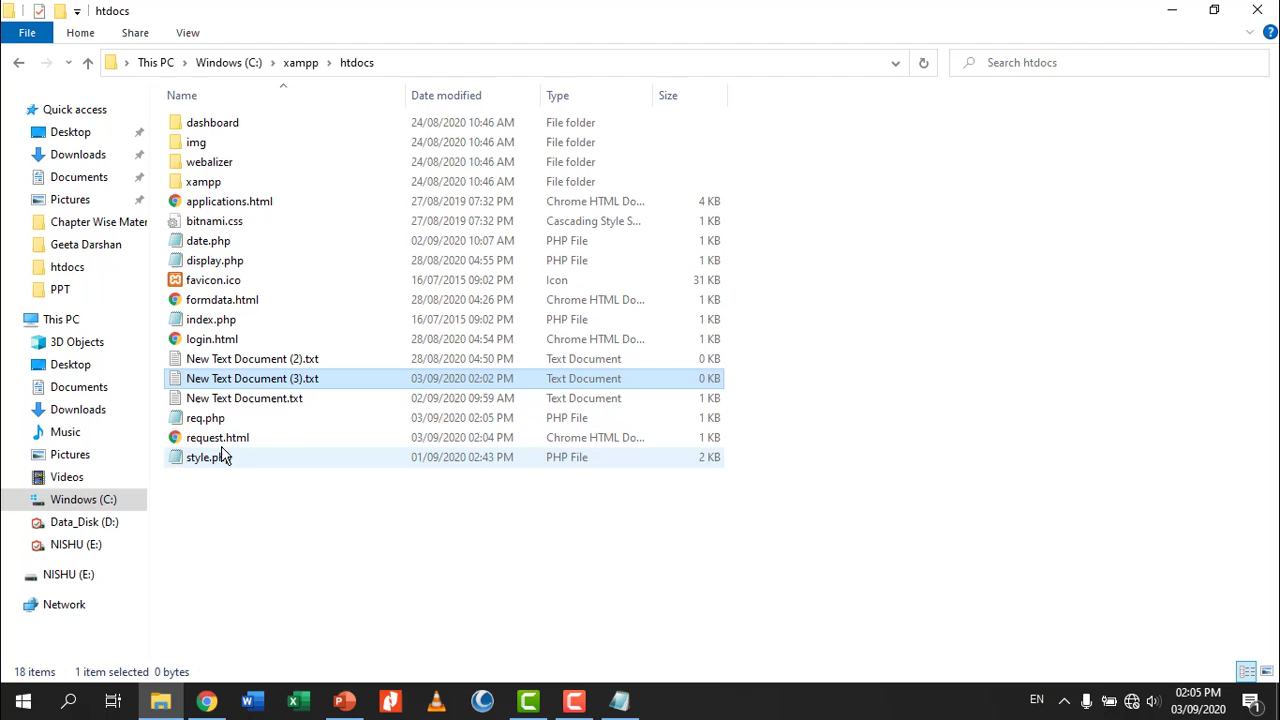 htdocs
File Home Share View
This PC Windows (C:) xampp htdocs Search htdocs
Name Date modified Type Size
Quick access
Desktop
Downloads
Documents
Pictures
Chapter Wise Mater
Geeta Darshan
htdocs
PPT
This PC
3D Objects
Desktop
Documents
Downloads
Music
Pictures
Videos
Windows (C:)
Data_Disk (D:)
NISHU (E:)
NISHU (E:)
Network
dashboard 24/08/2020 10:46 AM File folder
img 24/08/2020 10:46 AM File folder
webalizer 24/08/2020 10:46 AM File folder
xampp 24/08/2020 10:46 AM File folder
applications.html 27/08/2019 07:32 PM Chrome HTML Do... 4 KB
bitnami.css 27/08/2019 07:32 PM Cascading Style S... 1 KB
date.php 02/09/2020 10:07 AM PHP File 1 KB
display.php 28/08/2020 04:55 PM PHP File 1 KB
favicon.ico 16/07/2015 09:02 PM Icon 31 KB
formdata.html 28/08/2020 04:26 PM Chrome HTML Do... 1 KB
index.php 16/07/2015 09:02 PM PHP File 1 KB
login.html 28/08/2020 04:54 PM Chrome HTML Do... 1 KB
New Text Document (2).txt 28/08/2020 04:50 PM Text Document 0 KB
New Text Document (3).txt 03/09/2020 02:02 PM Text Document 0 KB
New Text Document.txt 02/09/2020 09:59 AM Text Document 1 KB
req.php 03/09/2020 02:05 PM PHP File 1 KB
request.html 03/09/2020 02:04 PM Chrome HTML Do... 1 KB
style.php 01/09/2020 02:43 PM PHP File 2 KB
18 items 1 item selected 0 bytes
EN 02:05 PM
03/09/2020